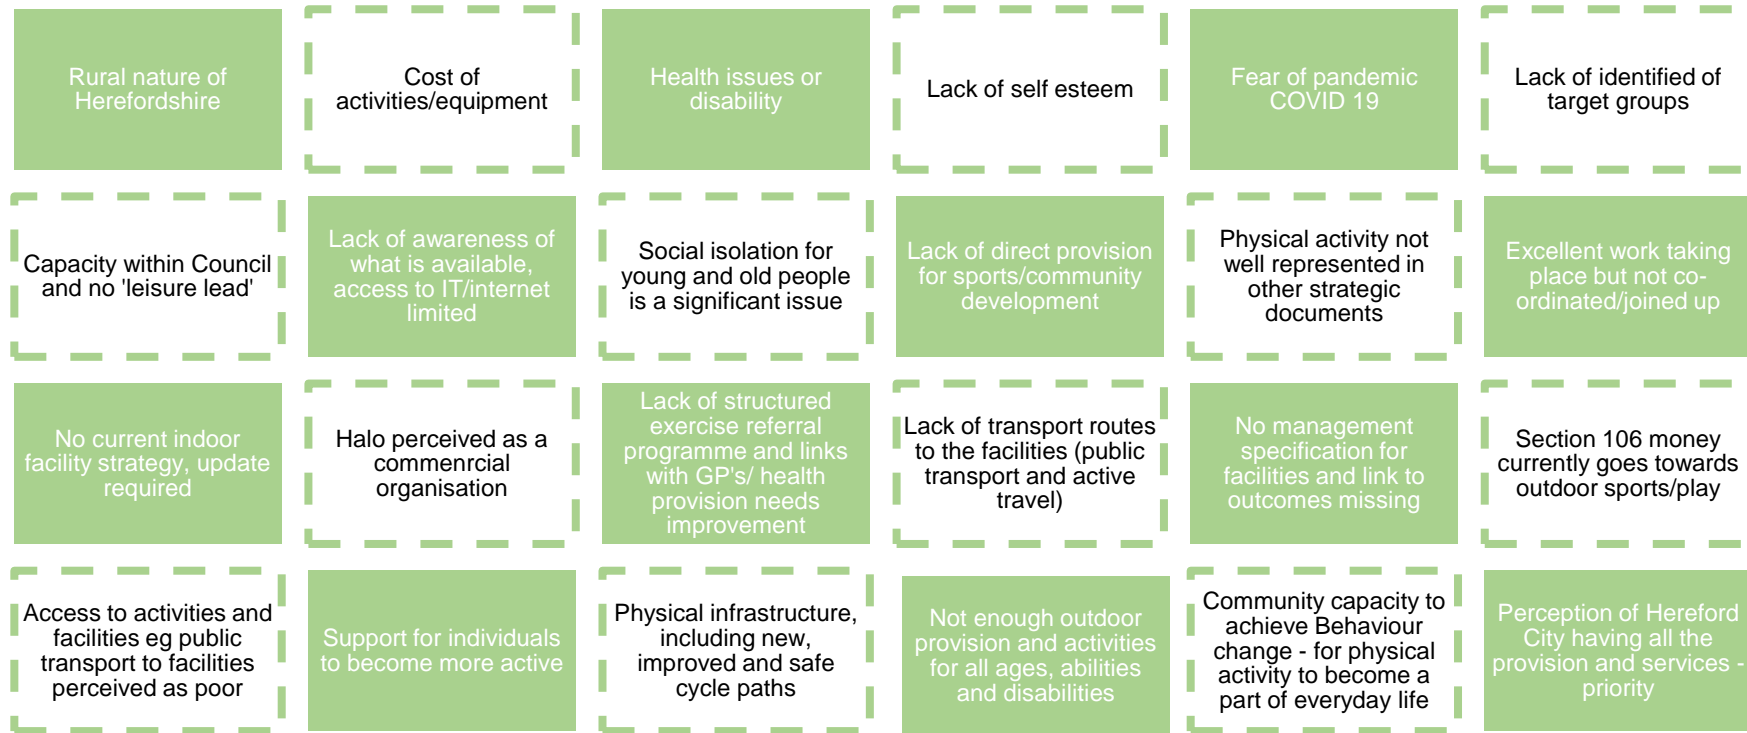 Rural nature of
Herefordshire
Cost of
activities/equipment
Health issues or
disability
Lack of self esteem
Fear of pandemic
COVID 19
Lack of identified of
target groups
Capacity within Council
and no 'leisure lead'
Lack of awareness of
what is available,
access to IT/internet
limited
Social isolation for
young and old people
is a significant issue
Lack of direct provision
for sports/community
development
Physical activity not
well represented in
other strategic
documents
Excellent work taking
place but not co-
ordinated/joined up
No current indoor
facility strategy, update
required
Halo perceived as a
commenrcial
organisation
Lack of structured
exercise referral
programme and links
with GP's/ health
provision needs
improvement
Lack of transport routes
to the facilities (public
transport and active
travel)
No management
specification for
facilities and link to
outcomes missing
Section 106 money
currently goes towards
outdoor sports/play
Access to activities and
facilities eg public
transport to facilities
perceived as poor
Support for individuals
to become more active
Physical infrastructure,
including new,
improved and safe
cycle paths
Not enough outdoor
provision and activities
for all ages, abilities
and disabilities
Community capacity to
achieve Behaviour
change - for physical
activity to become a
part of everyday life
Perception of Hereford
City having all the
provision and services -
priority